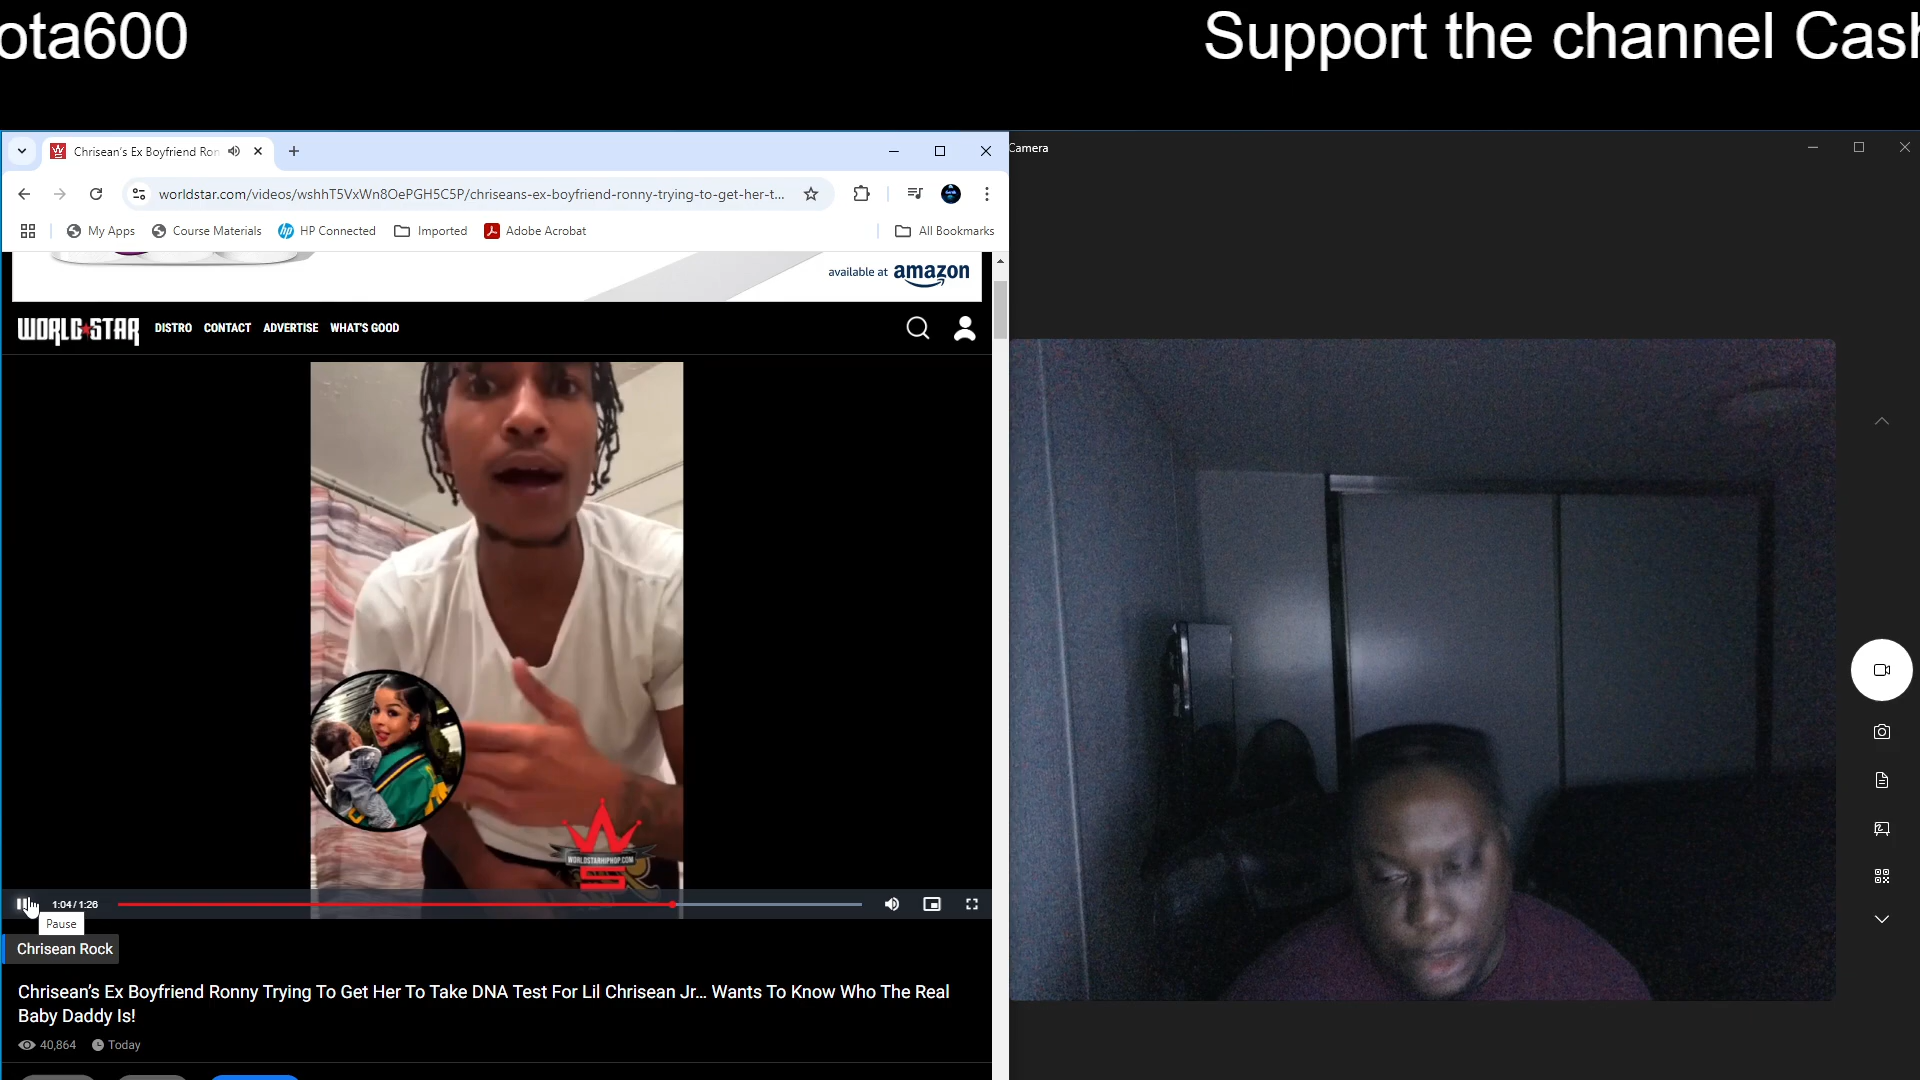 ota600
Support the channel Cash
Chrisean's Ex Boyfriend Ron
Camera
worldstar.com/videos/wshhT5VxWn8OePGH5C5P/chriseans-ex-boyfriend-ronny-trying-to-get-her-t...
My Apps
Course Materials
HP Connected
Imported
Adobe Acrobat
All Bookmarks
available at amazon
WORLD STAR
DISTRO
CONTACT
ADVERTISE
WHAT'S GOOD
WORLDSTARHIPHOP.COM
1:04 / 1:26
Pause
Chrisean Rock
Chrisean's Ex Boyfriend Ronny Trying To Get Her To Take DNA Test For Lil Chrisean Jr... Wants To Know Who The Real
Baby Daddy Is!
40,864
Today